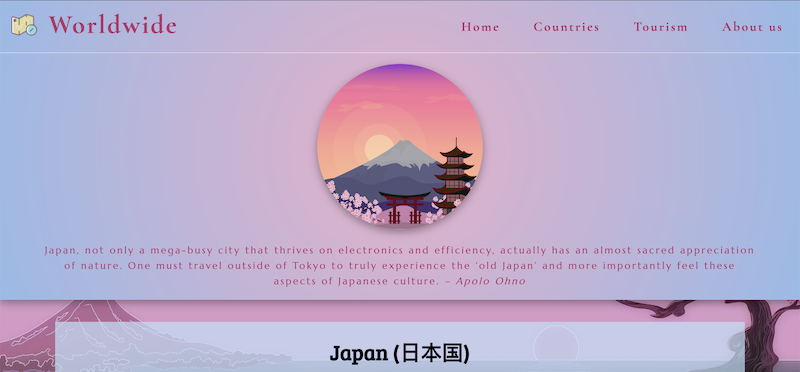 Worldwide
Home Countries Tourism About us
Japan, not only a mega-busy city that thrives on electronics and efficiency, actually has an almost sacred appreciation
of nature. One must travel outside of Tokyo to truly experience the 'old Japan' and more importantly feel these
aspects of Japanese culture. – Apolo Ohno
Japan (日本国)